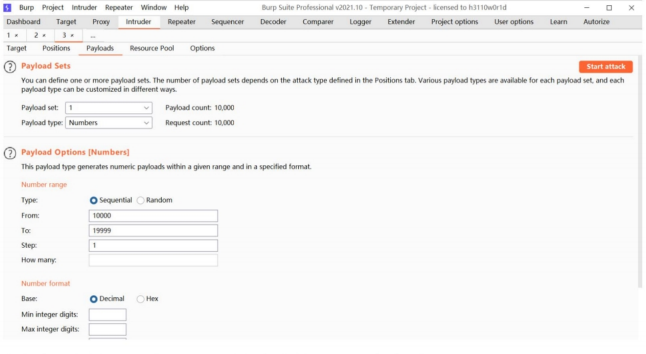 Burp Project Intruder Repeater Window Help Burp Suite Professional v2021.10 - Temporary Project - licensed to h3110w0r1d
Dashboard Target Proxy Intruder Repeater Sequencer Decoder Comparer Logger Extender Project options User options Learn Autorize
1 × 2 × 3 × ...
Target Positions Payloads Resource Pool Options
? Payload Sets Start attack
You can define one or more payload sets. The number of payload sets depends on the attack type defined in the Positions tab. Various payload types are available for each payload set, and each
payload type can be customized in different ways.
Payload set: 1 Payload count: 10,000
Payload type: Numbers Request count: 10,000
? Payload Options [Numbers]
This payload type generates numeric payloads within a given range and in a specified format.
Number range
Type: Sequential Random
From: 10000
To: 19999
Step: 1
How many:
Number format
Base: Decimal Hex
Min integer digits:
Max integer digits: